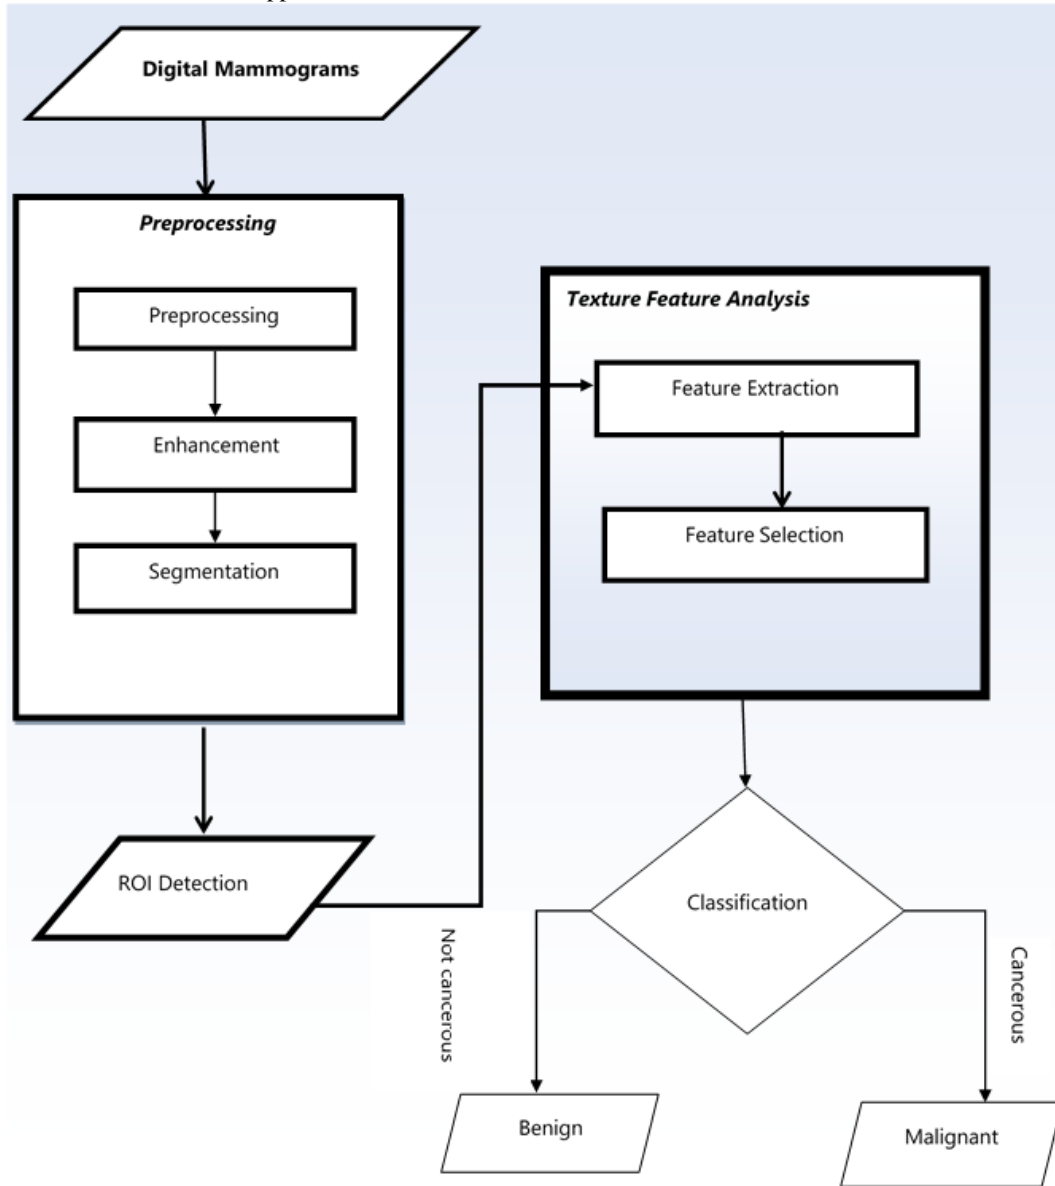 Digital Mammograms
Preprocessing
Preprocessing
Enhancement
Segmentation
ROI Detection
Texture Feature Analysis
Feature Extraction
Feature Selection
Classification
Not cancerous
Cancerous
Benign
Malignant